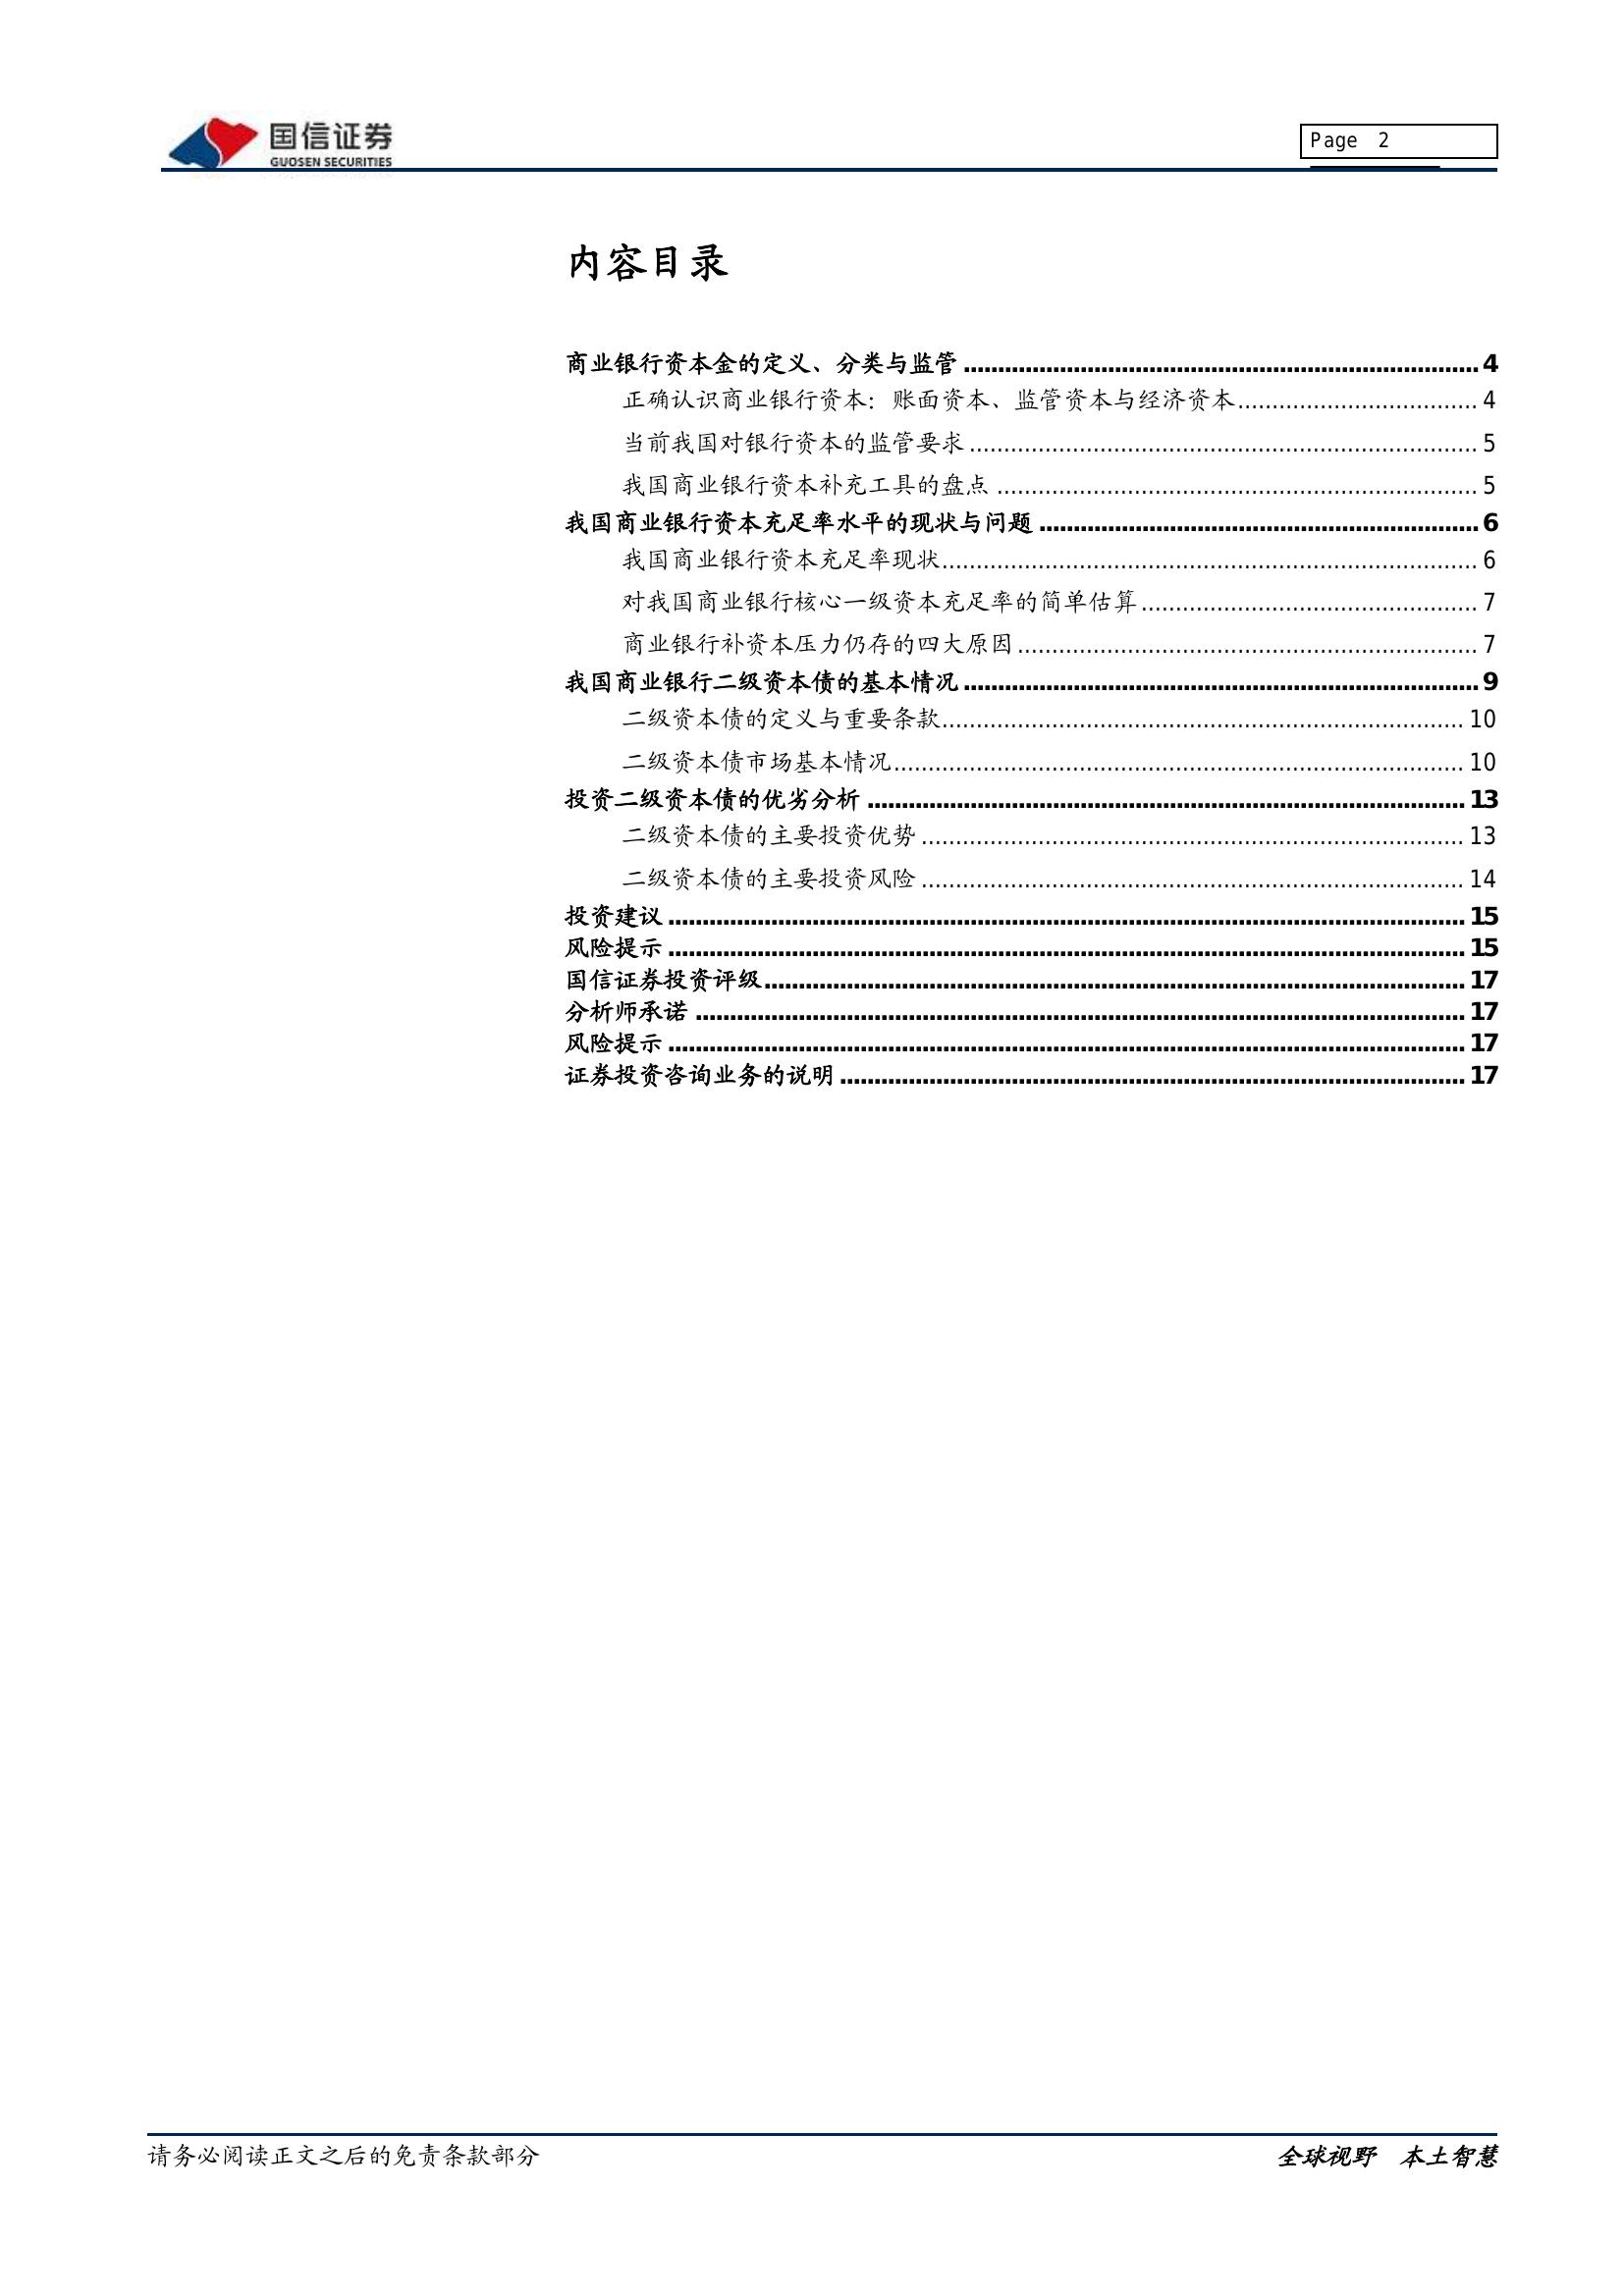 国信证券
GUOSEN SECURITIES
Page 2
内容目录
商业银行资本金的定义、分类与监管 4
正确认识商业银行资本：账面资本、监管资本与经济资本 4
当前我国对银行资本的监管要求 5
我国商业银行资本补充工具的盘点 5
我国商业银行资本充足率水平的现状与问题 6
我国商业银行资本充足率现状 6
对我国商业银行核心一级资本充足率的简单估算 7
商业银行补资本压力仍存的四大原因 7
我国商业银行二级资本债的基本情况 9
二级资本债的定义与重要条款 10
二级资本债市场基本情况 10
投资二级资本债的优劣分析 13
二级资本债的主要投资优势 13
二级资本债的主要投资风险 14
投资建议 15
风险提示 15
国信证券投资评级 17
分析师承诺 17
风险提示 17
证券投资咨询业务的说明 17
请务必阅读正文之后的免责条款部分
全球视野 本土智慧